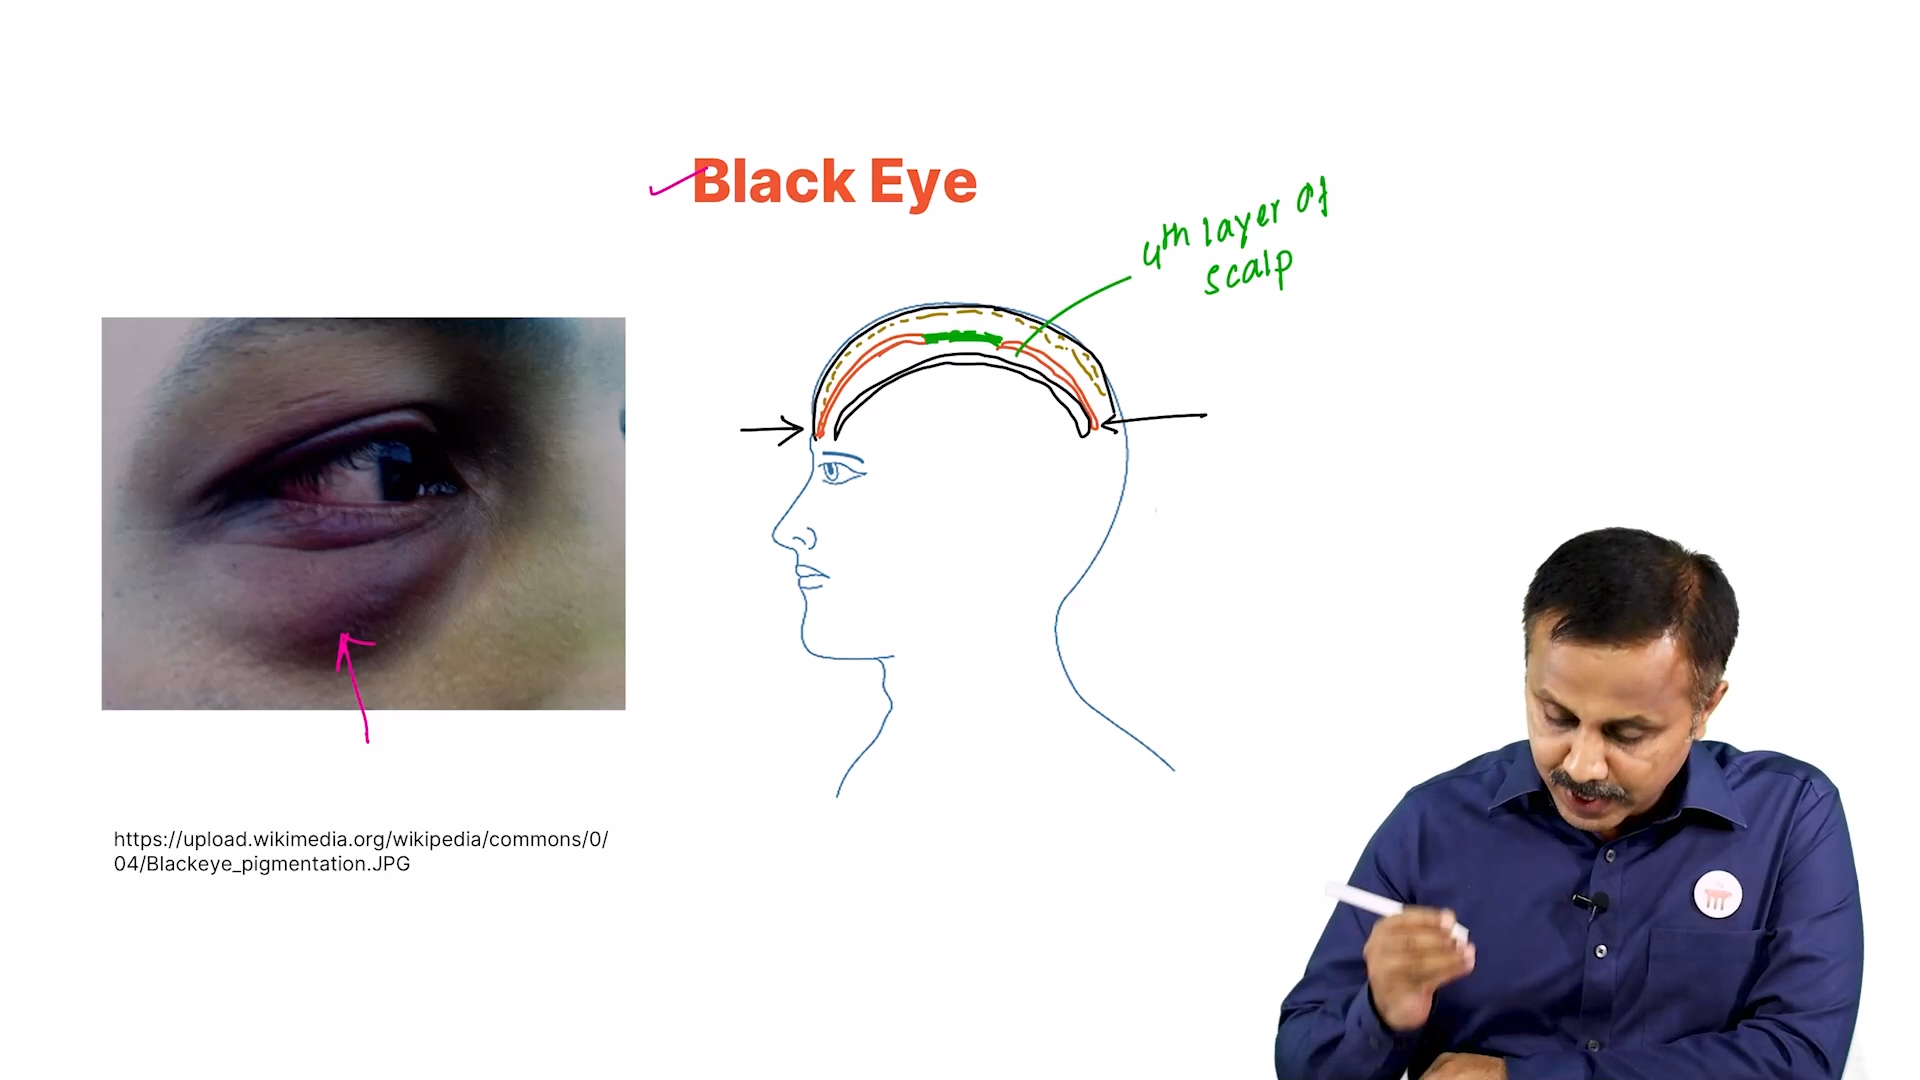 Black Eye
4th layer of
scalp
https://upload.wikimedia.org/wikipedia/commons/0/
04/Blackeye_pigmentation.JPG